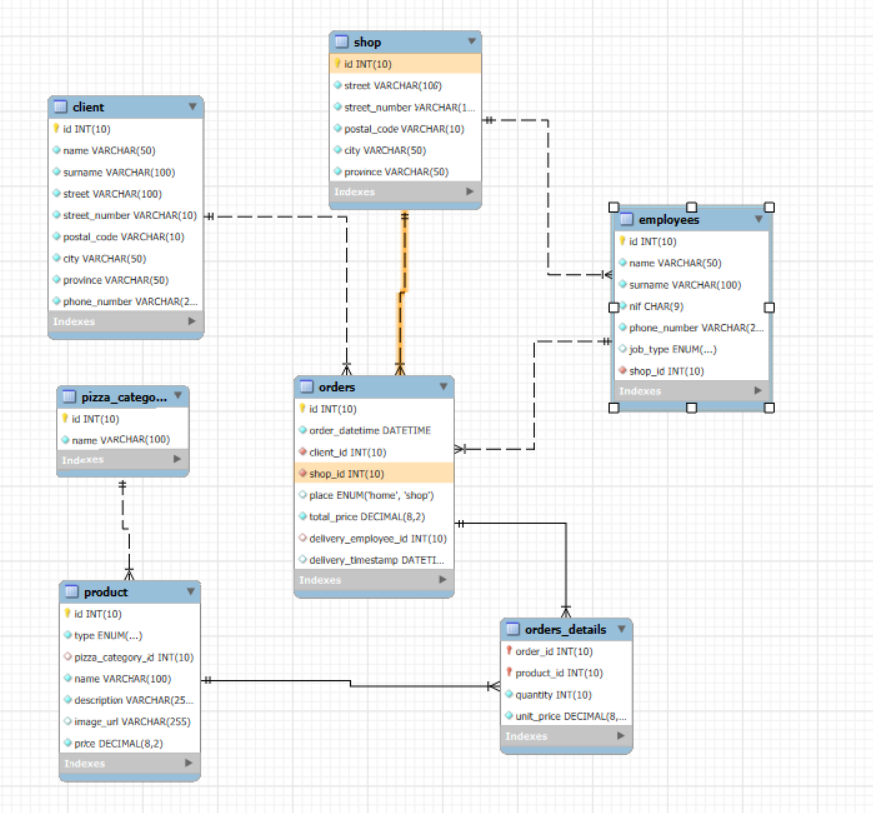 shop
id INT(10)
street VARCHAR(106)
street_number VARCHAR(1...
postal_code VARCHAR(10)
city VARCHAR(50)
province VARCHAR(50)
Indexes
client
id INT(10)
name VARCHAR(50)
surname VARCHAR(100)
street VARCHAR(100)
street_number VARCHAR(10)
postal_code VARCHAR(10)
city VARCHAR(50)
province VARCHAR(50)
phone_number VARCHAR(2...
Indexes
employees
id INT(10)
name VARCHAR(50)
surname VARCHAR(100)
nif CHAR(9)
phone_number VARCHAR(2...
job_type ENUM(...)
shop_id INT(10)
Indexes
orders
id INT(10)
order_datetime DATETIME
client_id INT(10)
shop_id INT(10)
place ENUM('home', 'shop')
total_price DECIMAL(8,2)
delivery_employee_id INT(10)
delivery_timestamp DATETI...
Indexes
pizza_catego...
id INT(10)
name VARCHAR(100)
Indexes
product
id INT(10)
type ENUM(...)
pizza_category_id INT(10)
name VARCHAR(100)
description VARCHAR(25...
image_url VARCHAR(255)
price DECIMAL(8,2)
Indexes
orders_details
order_id INT(10)
product_id INT(10)
quantity INT(10)
unit_price DECIMAL(8,...
Indexes